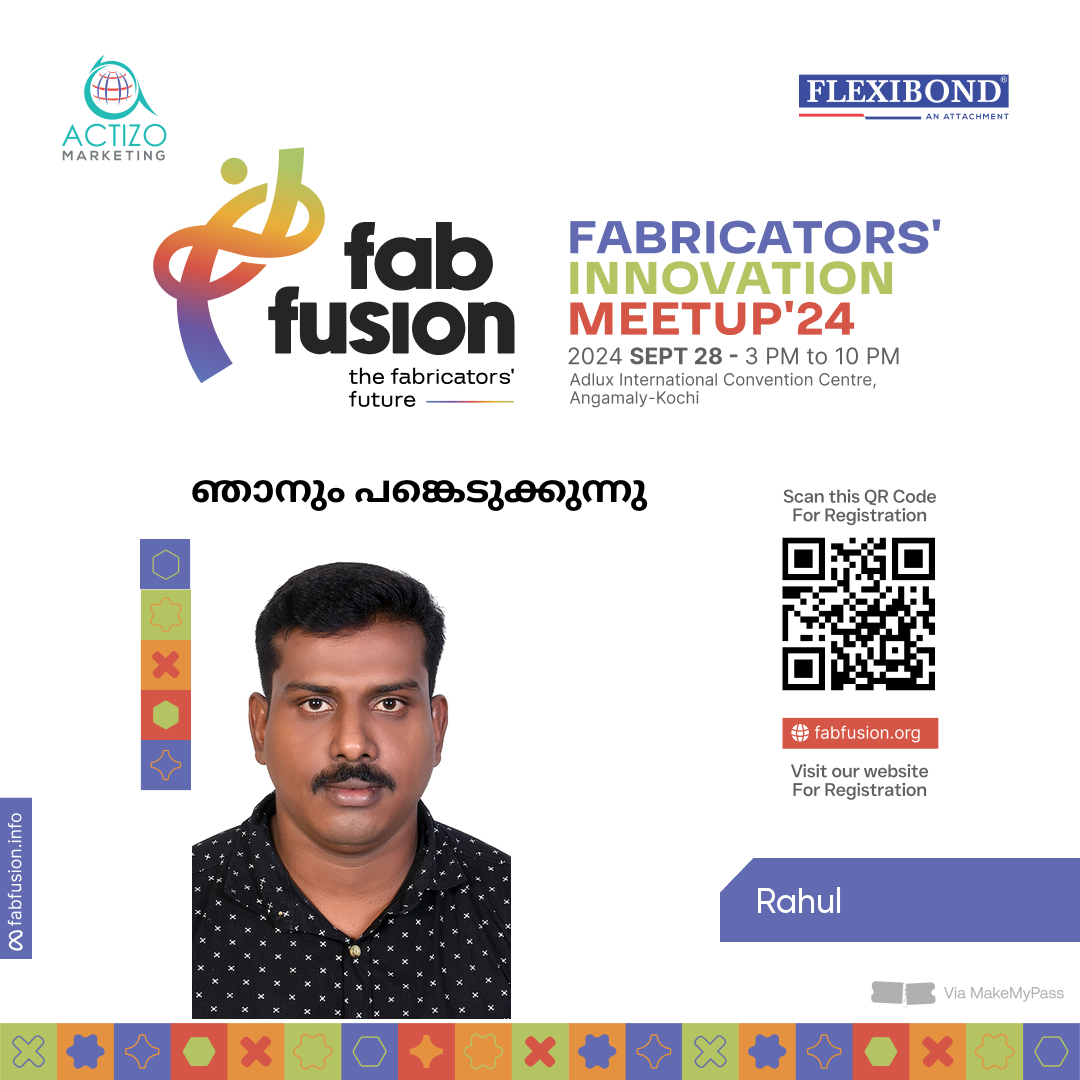 ACTIZO
MARKETING
FLEXIBOND®
AN ATTACHMENT
fab
fusion
the fabricators'
future
FABRICATORS'
INNOVATION
MEETUP'24
2024 SEPT 28 - 3 PM to 10 PM
Adlux International Convention Centre,
Angamaly-Kochi
ഞാനും പങ്കെടുക്കുന്നു
Scan this QR Code
For Registration
fabfusion.org
Visit our website
For Registration
fabfusion.info
Rahul
Via MakeMyPass